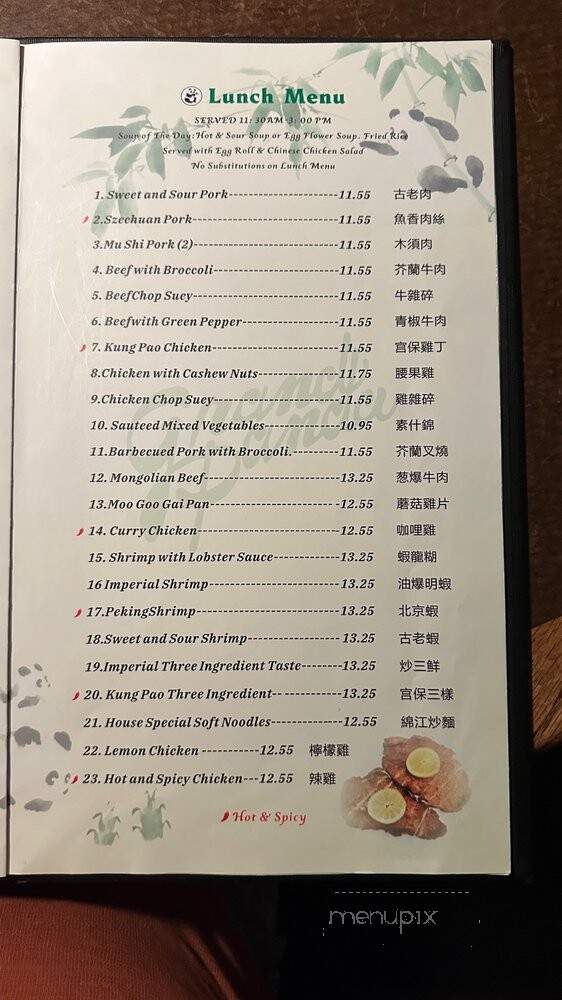 Lunch Menu
SERVED 11: 30AM-3: 00 PM
Soup of The Day:Hot & Sour Soup or Egg Flower Soup. Fried Rice
Served with Egg Roll & Chinese Chicken Salad
No Substitutions on Lunch Menu
1. Sweet and Sour Pork-----------------------11.55 古老肉
2.Szechuan Pork-------------------------------11.55 魚香肉絲
3.Mu Shi Pork (2)------------------------------11.55 木須肉
4. Beef with Broccoli--------------------------11.55 芥蘭牛肉
5. BeefChop Suey-------------------------------11.55 牛雜碎
6. Beefwith Green Pepper--------------------11.55 青椒牛肉
7. Kung Pao Chicken--------------------------11.55 宮保雞丁
8.Chicken with Cashew Nuts-----------------11.75 腰果雞
9.Chicken Chop Suey--------------------------11.55 雞雜碎
10. Sauteed Mixed Vegetables----------------10.95 素什錦
11.Barbecued Pork with Broccoli.----------11.55 芥蘭叉燒
12. Mongolian Beef----------------------------13.25 葱爆牛肉
13.Moo Goo Gai Pan-------------------------- -12.55 蘑菇雞片
14. Curry Chicken------------------------------12.55 咖哩雞
15. Shrimp with Lobster Sauce--------------13.25 蝦龍糊
16 Imperial Shrimp----------------------------13.25 油爆明蝦
17.PekingShrimp-------------------------------13.25 北京蝦
18.Sweet and Sour Shrimp-------------------- 13.25 古老蝦
19.Imperial Three Ingredient Taste--------13.25 炒三鮮
20. Kung Pao Three Ingredient-- ------------13.25 宫保三樣
21. House Special Soft Noodles---------------12.55 綿江炒麵
22. Lemon Chicken ------------12.55 檸檬雞
23. Hot and Spicy Chicken---12.55 辣雞
Hot & Spicy
menupix